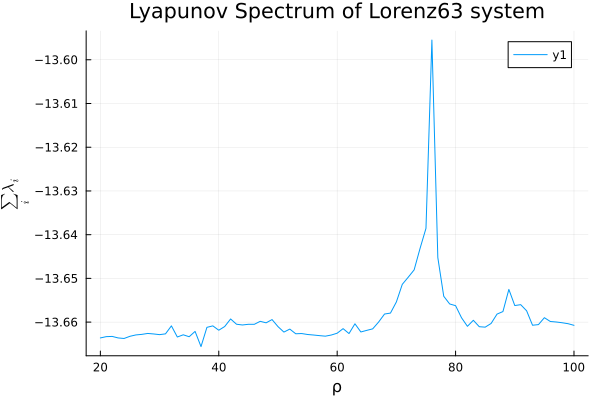 Lyapunov Spectrum of Lorenz63 system
y1
−13.60
−13.61
−13.62
−13.63
−13.64
−13.65
−13.66
∑λᵢ
i
20 40 60 80 100
ρ